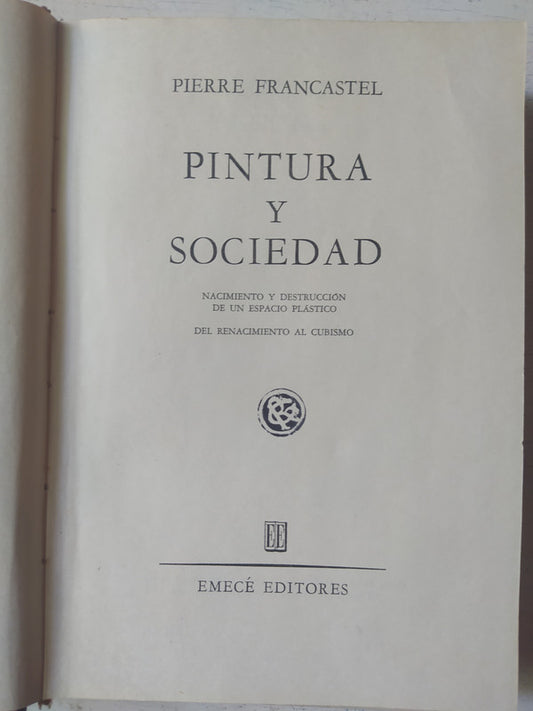 PIERRE FRANCASTEL
PINTURA
Y
SOCIEDAD
NACIMIENTO Y DESTRUCCIÓN
DE UN ESPACIO PLÁSTICO
DEL RENACIMIENTO AL CUBISMO
EE
EMECÉ EDITORES